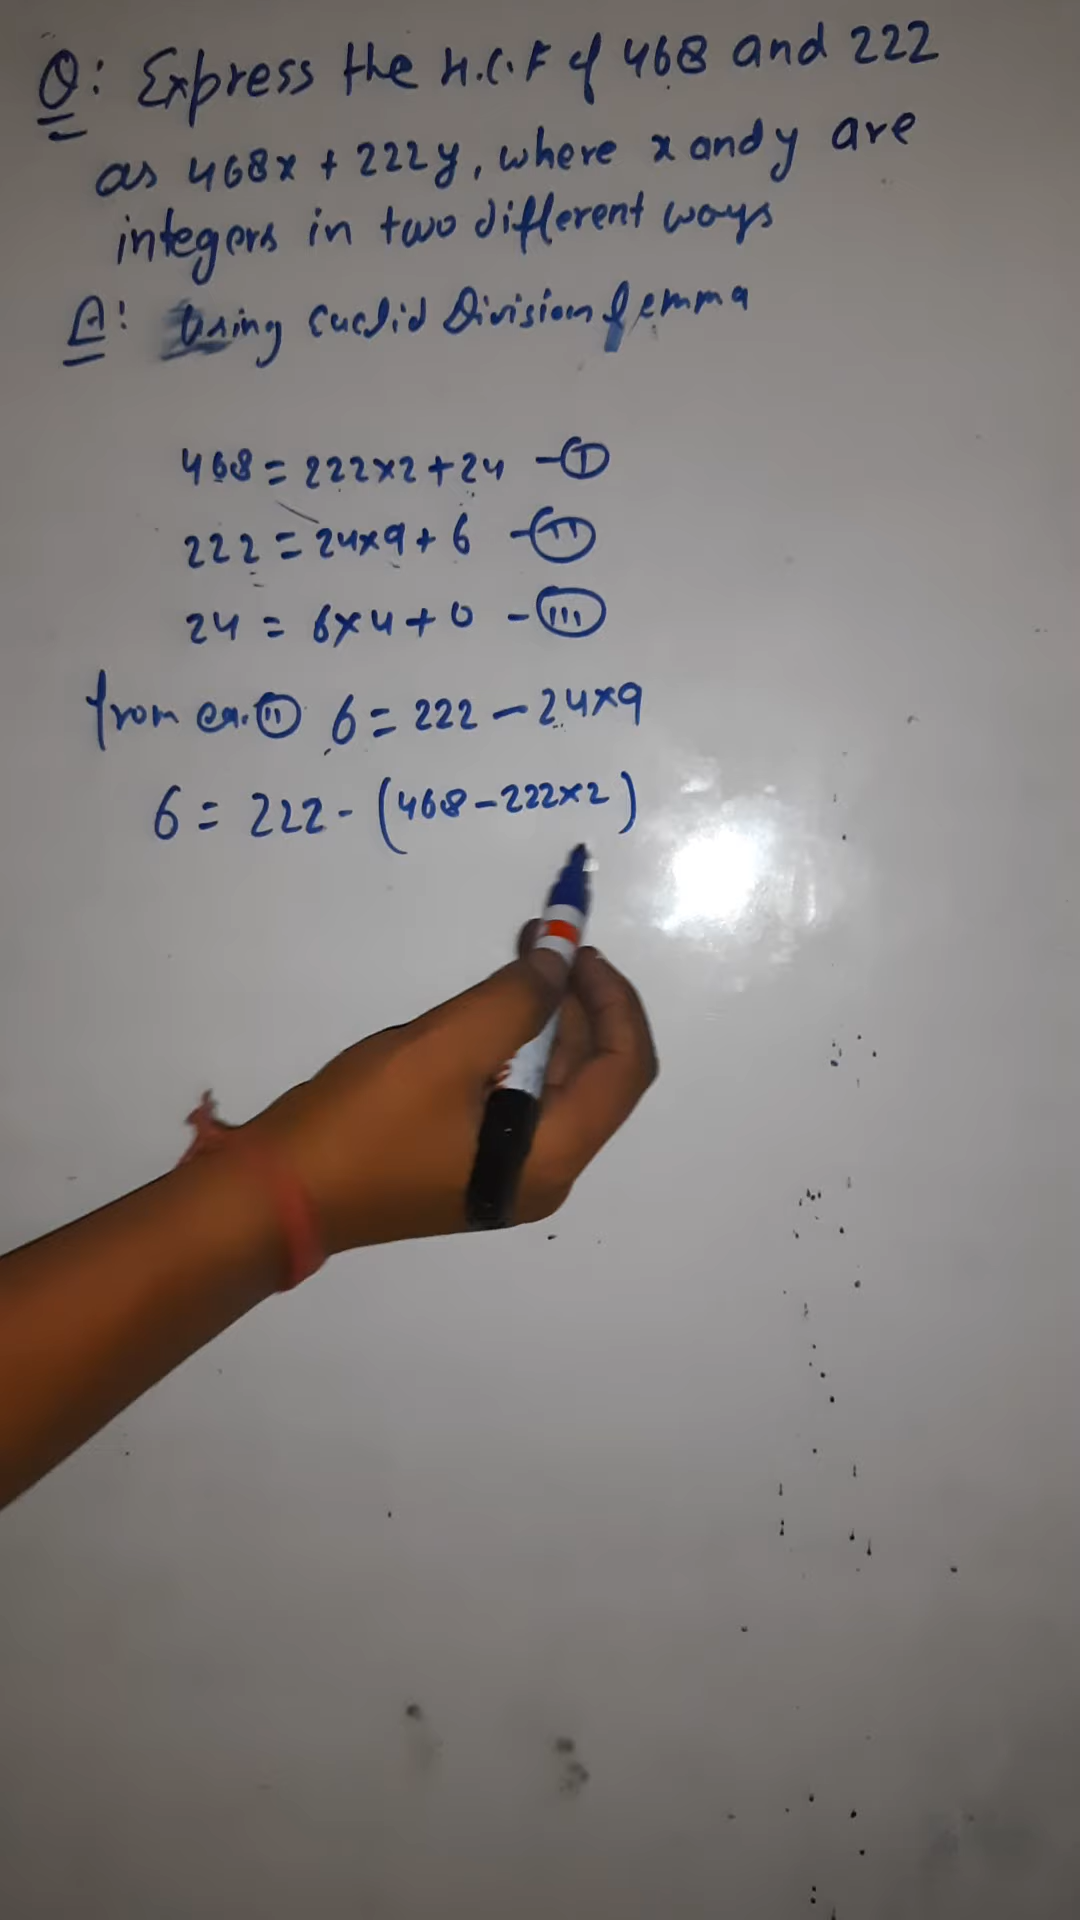 Q: Express the H.C.F of 468 and 222
as 468x + 222y, where x and y are
integers in two different ways
A: Using Euclid Division Lemma
468 = 222×2+24 -(I)
222 = 24×9+ 6 -(II)
24 = 6×4+0 -(III)
from eq.(II) 6 = 222 - 24×9
6 = 222 - (468-222×2)